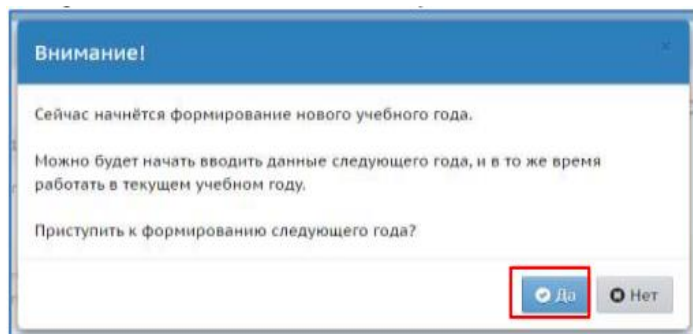 Внимание!
Сейчас начнётся формирование нового учебного года.
Можно будет начать вводить данные следующего года, и в то же время
работать в текущем учебном году.
Приступить к формированию следующего года?
Да Нет